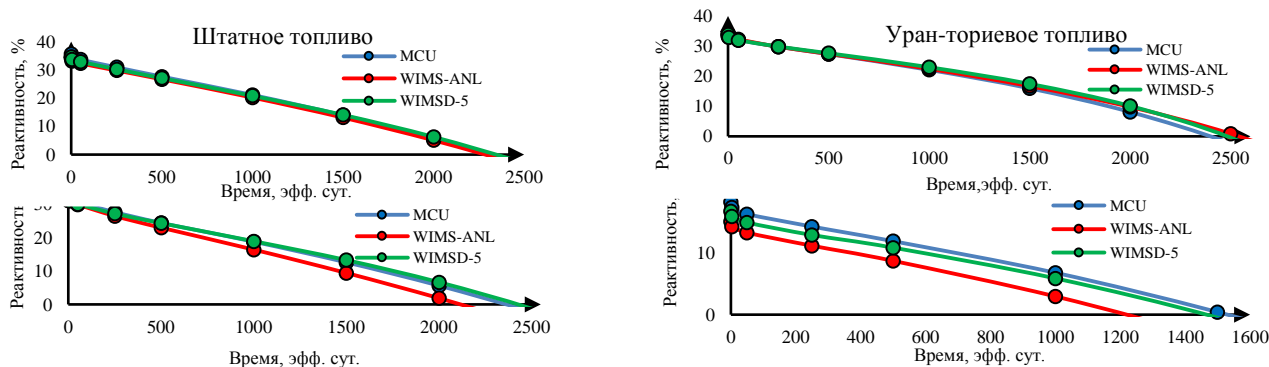 Штатное топливо
Реактивность, %
40
30
20
10
0
MCU
WIMS-ANL
WIMSD-5
0
500
1000
1500
2000
2500
Время, эфф. сут.
Уран-ториевое топливо
Реактивность, %
40
30
20
10
0
MCU
WIMS-ANL
WIMSD-5
0
500
1000
1500
2000
2500
Время,эфф. сут.
20
10
0
MCU
WIMS-ANL
WIMSD-5
0
500
1000
1500
2000
2500
Время, эфф. сут.
Реактивность,
10
0
MCU
WIMS-ANL
WIMSD-5
0
200
400
600
800
1000
1200
1400
1600
Время, эфф. сут.